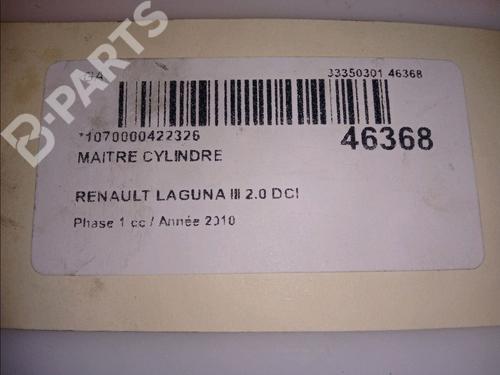 B-PARTS
33350301 46368
*1070000422326
46368
MAITRE CYLINDRE
RENAULT LAGUNA III 2.0 DCI
Phase 1 cc / Année 2010